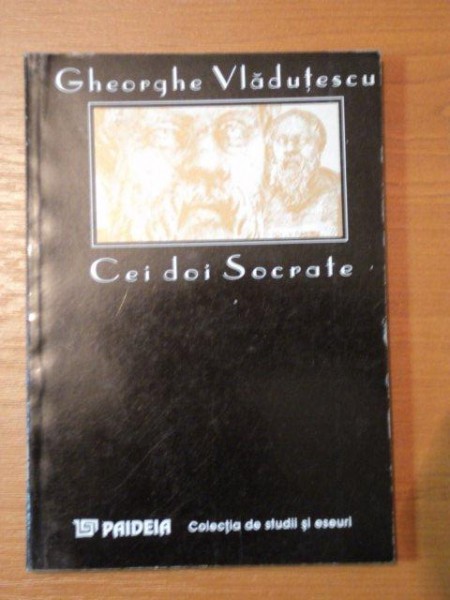 Gheorghe Vlăduțescu
Cei doi Socrate
PAIDEIA Colecția de studii și eseuri